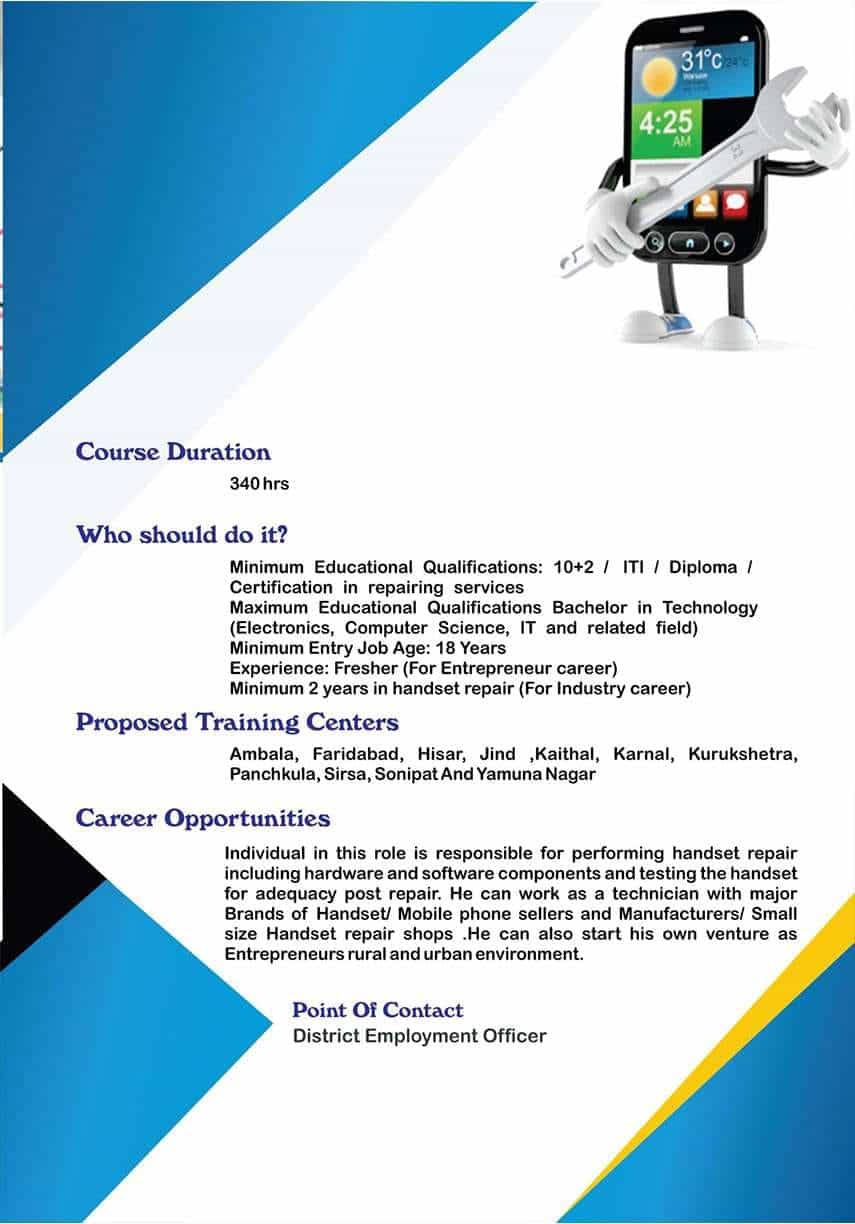 31°c 24°c
Warsaw
4:25
AM
Course Duration
340 hrs
Who should do it?
Minimum Educational Qualifications: 10+2 / ITI / Diploma /
Certification in repairing services
Maximum Educational Qualifications Bachelor in Technology
(Electronics, Computer Science, IT and related field)
Minimum Entry Job Age: 18 Years
Experience: Fresher (For Entrepreneur career)
Minimum 2 years in handset repair (For Industry career)
Proposed Training Centers
Ambala, Faridabad, Hisar, Jind ,Kaithal, Karnal, Kurukshetra,
Panchkula, Sirsa, Sonipat And Yamuna Nagar
Career Opportunities
Individual in this role is responsible for performing handset repair
including hardware and software components and testing the handset
for adequacy post repair. He can work as a technician with major
Brands of Handset/ Mobile phone sellers and Manufacturers/ Small
size Handset repair shops .He can also start his own venture as
Entrepreneurs rural and urban environment.
Point Of Contact
District Employment Officer